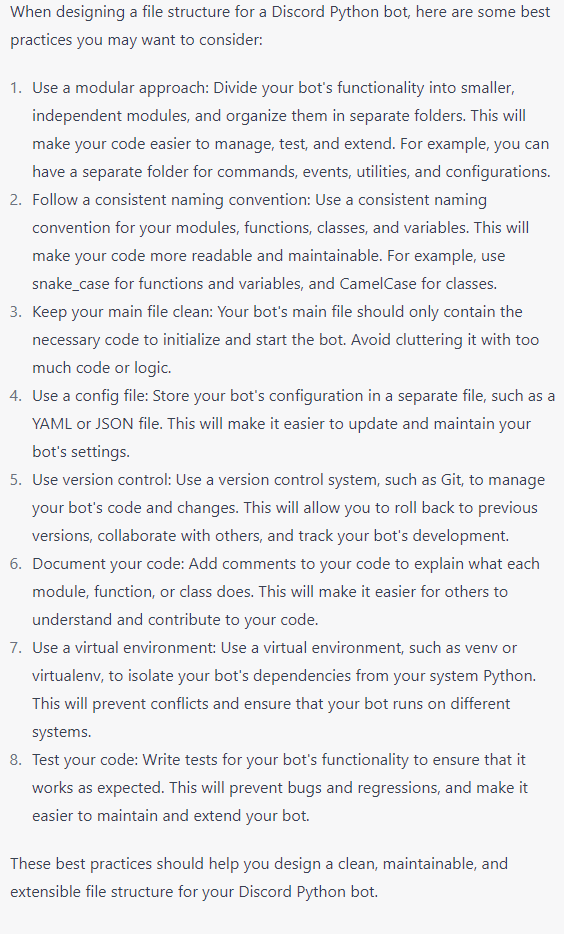 When designing a file structure for a Discord Python bot, here are some best
practices you may want to consider:
1. Use a modular approach: Divide your bot's functionality into smaller,
independent modules, and organize them in separate folders. This will
make your code easier to manage, test, and extend. For example, you can
have a separate folder for commands, events, utilities, and configurations.
2. Follow a consistent naming convention: Use a consistent naming
convention for your modules, functions, classes, and variables. This will
make your code more readable and maintainable. For example, use
snake_case for functions and variables, and CamelCase for classes.
3. Keep your main file clean: Your bot's main file should only contain the
necessary code to initialize and start the bot. Avoid cluttering it with too
much code or logic.
4. Use a config file: Store your bot's configuration in a separate file, such as a
YAML or JSON file. This will make it easier to update and maintain your
bot's settings.
5. Use version control: Use a version control system, such as Git, to manage
your bot's code and changes. This will allow you to roll back to previous
versions, collaborate with others, and track your bot's development.
6. Document your code: Add comments to your code to explain what each
module, function, or class does. This will make it easier for others to
understand and contribute to your code.
7. Use a virtual environment: Use a virtual environment, such as venv or
virtualenv, to isolate your bot's dependencies from your system Python.
This will prevent conflicts and ensure that your bot runs on different
systems.
8. Test your code: Write tests for your bot's functionality to ensure that it
works as expected. This will prevent bugs and regressions, and make it
easier to maintain and extend your bot.
These best practices should help you design a clean, maintainable, and
extensible file structure for your Discord Python bot.